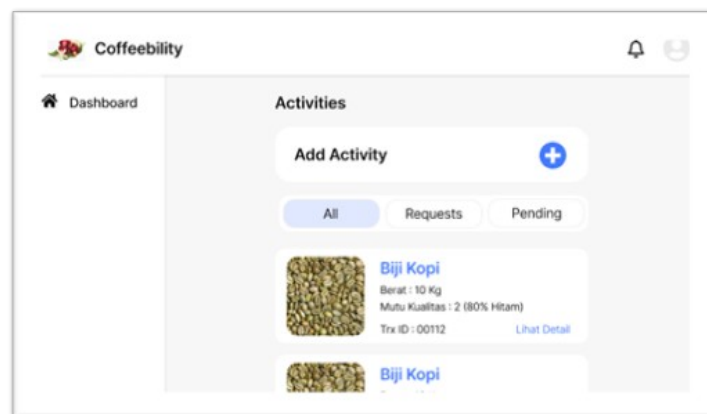 Coffeebility
Dashboard
Activities
Add Activity
All Requests Pending
Biji Kopi
Berat : 10 Kg
Mutu Kualitas : 2 (80% Hitam)
Trx ID : 00112 Lihat Detail
Biji Kopi